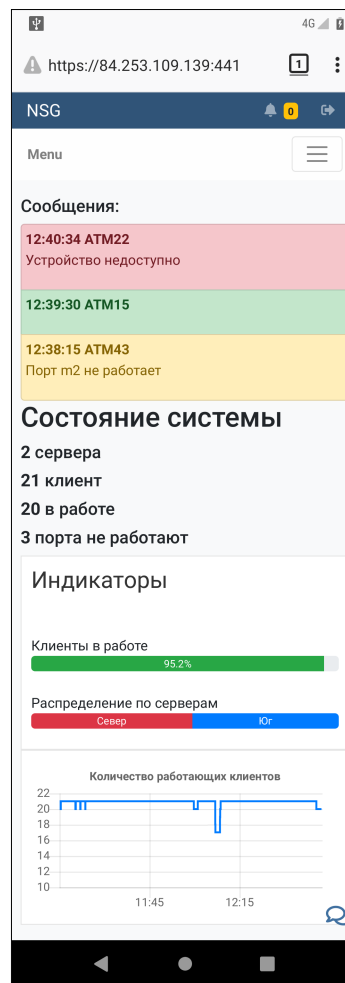 4G
https://84.253.109.139:441
1
NSG
0
Menu
Сообщения:
12:40:34 ATM22
Устройство недоступно
12:39:30 ATM15
12:38:15 ATM43
Порт m2 не работает
Состояние системы
2 сервера
21 клиент
20 в работе
3 порта не работают
Индикаторы
Клиенты в работе
95.2%
Распределение по серверам
Север Юг
Количество работающих клиентов
22
20
18
16
14
12
10
11:45 12:15